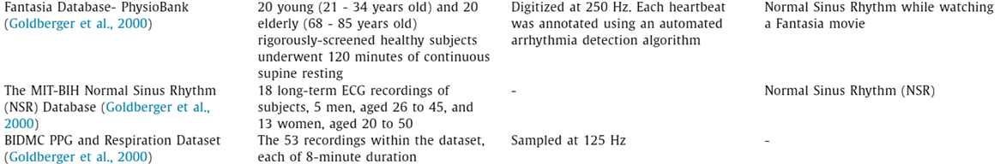 Fantasia Database- PhysioBank
(Goldberger et al., 2000)
20 young (21 - 34 years old) and 20
elderly (68 - 85 years old)
rigorously-screened healthy subjects
underwent 120 minutes of continuous
supine resting
Digitized at 250 Hz. Each heartbeat
was annotated using an automated
arrhythmia detection algorithm
Normal Sinus Rhythm while watching
a Fantasia movie
The MIT-BIH Normal Sinus Rhythm
(NSR) Database (Goldberger et al.,
2000)
18 long-term ECG recordings of
subjects, 5 men, aged 26 to 45, and
13 women, aged 20 to 50
-
Normal Sinus Rhythm (NSR)
BIDMC PPG and Respiration Dataset
(Goldberger et al., 2000)
The 53 recordings within the dataset,
each of 8-minute duration
Sampled at 125 Hz
-